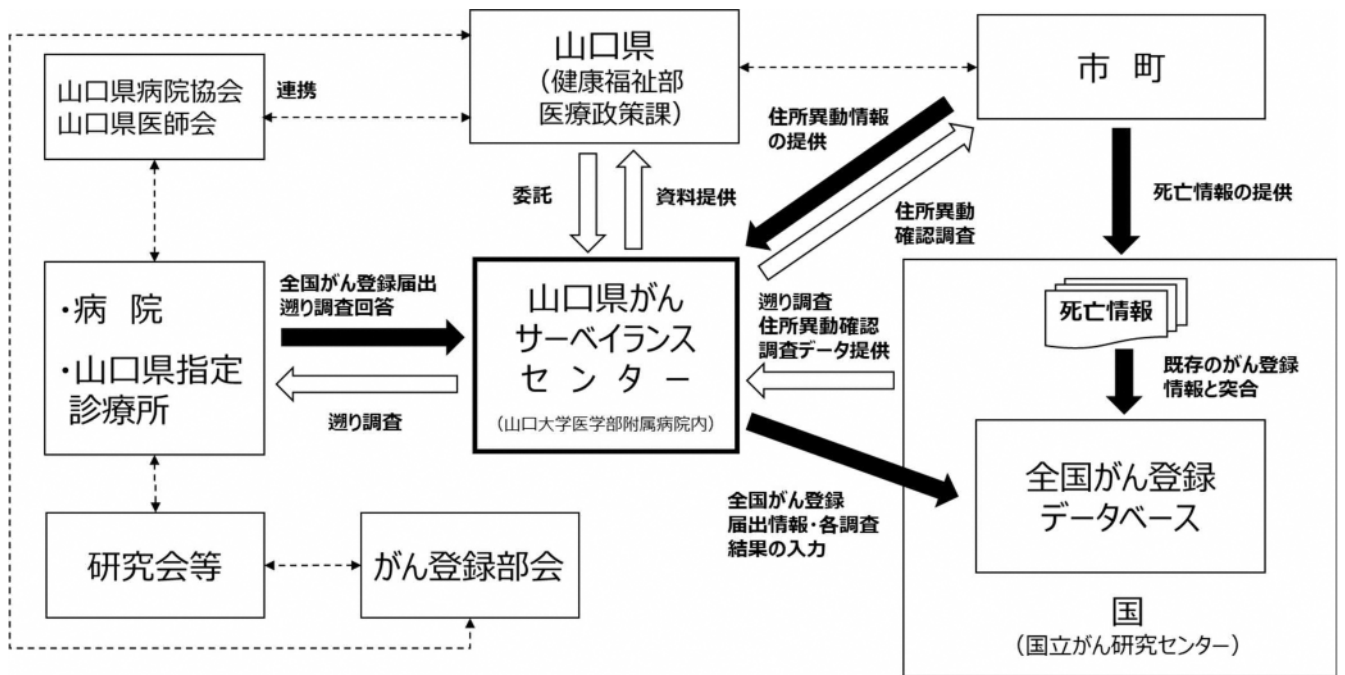 山口県
(健康福祉部
医療政策課)
市 町
山口県病院協会
山口県医師会
連携
住所異動情報
の提供
委託
資料提供
住所異動
確認調査
死亡情報の提供
・病 院
・山口県指定
診療所
全国がん登録届出
遡り調査回答
遡り調査
山口県がん
サーベイランス
センター
(山口大学医学部附属病院内)
遡り調査
住所異動確認
調査データ提供
死亡情報
既存のがん登録
情報と突合
全国がん登録
データベース
全国がん登録
届出情報・各調査
結果の入力
研究会等
がん登録部会
国
(国立がん研究センター)